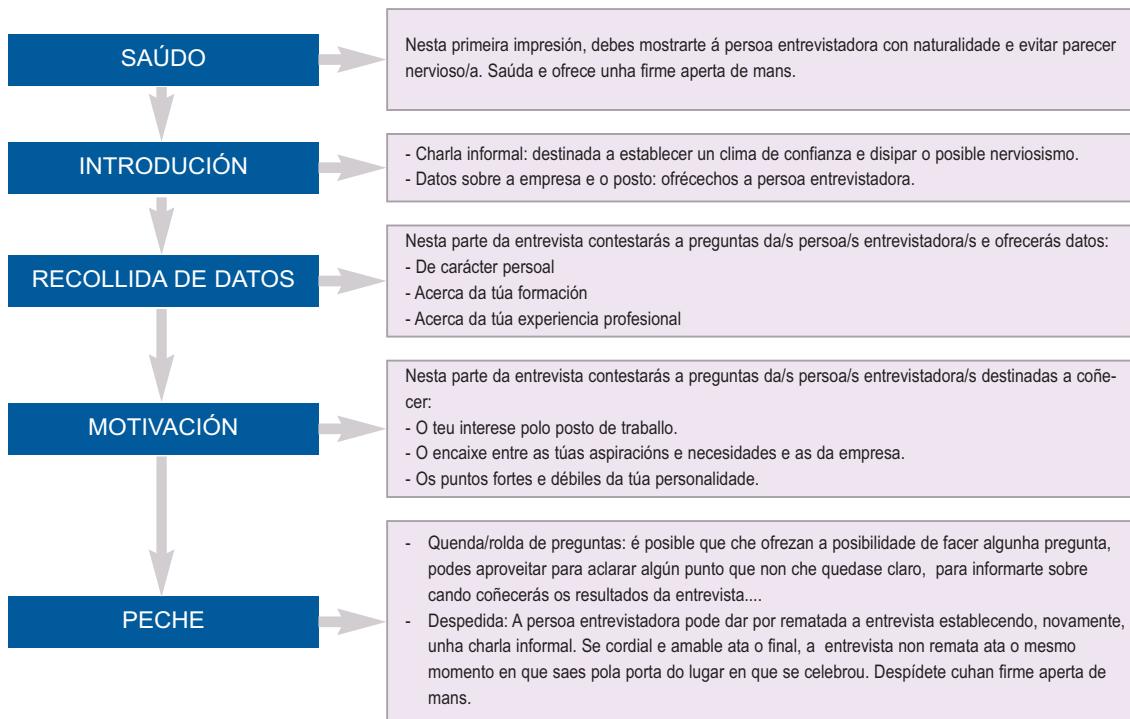 SAÚDO
Nesta primeira impresión, debes mostrarte á persoa entrevistadora con naturalidade e evitar parecer
nervioso/a. Saúda e ofrece unha firme aperta de mans.
INTRODUCIÓN
- Charla informal: destinada a establecer un clima de confianza e disipar o posible nerviosismo.
- Datos sobre a empresa e o posto: ofrécechos a persoa entrevistadora.
RECOLLIDA DE DATOS
Nesta parte da entrevista contestarás a preguntas da/s persoa/s entrevistadora/s e ofrecerás datos:
- De carácter persoal
- Acerca da túa formación
- Acerca da túa experiencia profesional
MOTIVACIÓN
Nesta parte da entrevista contestarás a preguntas da/s persoa/s entrevistadora/s destinadas a coñe-
cer:
- O teu interese polo posto de traballo.
- O encaixe entre as túas aspiracións e necesidades e as da empresa.
- Os puntos fortes e débiles da túa personalidade.
PECHE
- Quenda/rolda de preguntas: é posible que che ofrezan a posibilidade de facer algunha pregunta,
podes aproveitar para aclarar algún punto que non che quedase claro, para informarte sobre
cando coñecerás os resultados da entrevista....
- Despedida: A persoa entrevistadora pode dar por rematada a entrevista establecendo, novamente,
unha charla informal. Se cordial e amable ata o final, a entrevista non remata ata o mesmo
momento en que saes pola porta do lugar en que se celebrou. Despídete cuhan firme aperta de
mans.